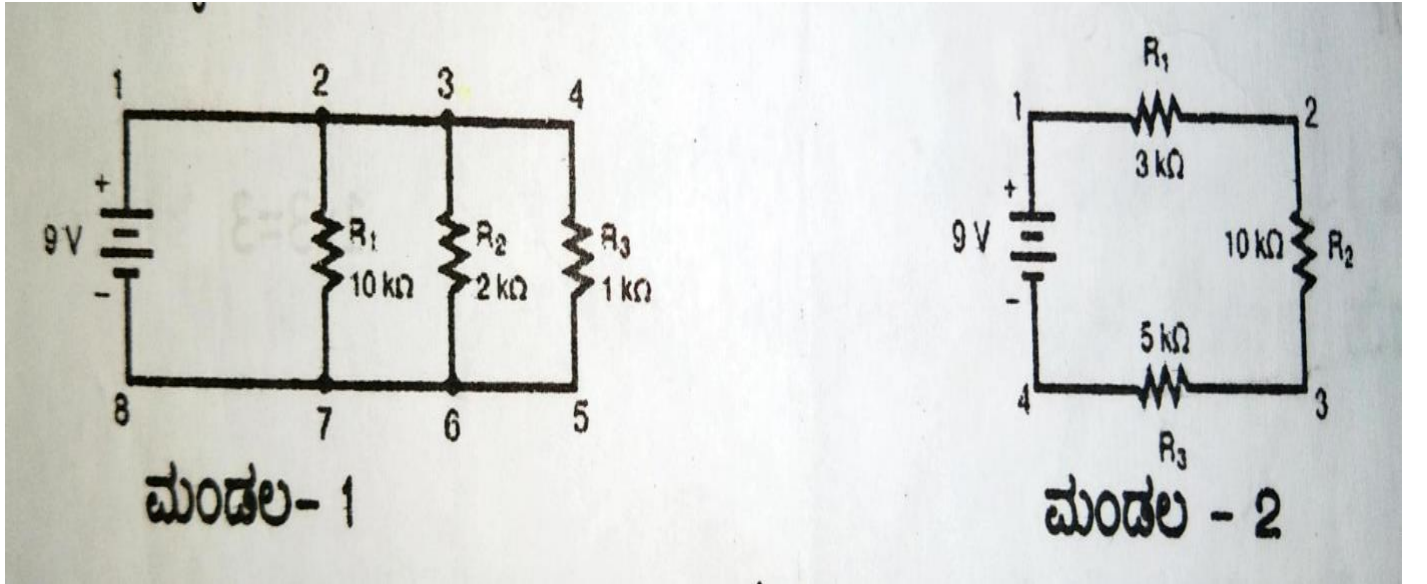 1 2 3 4
+
9 V
R₁ R₂ R₃
10 kΩ 2 kΩ 1 kΩ
−
8 7 6 5
ಮಂಡಲ- 1
R₁
1 2
3 kΩ
+
9 V
10 kΩ R₂
−
5 kΩ
4 3
R₃
ಮಂಡಲ - 2